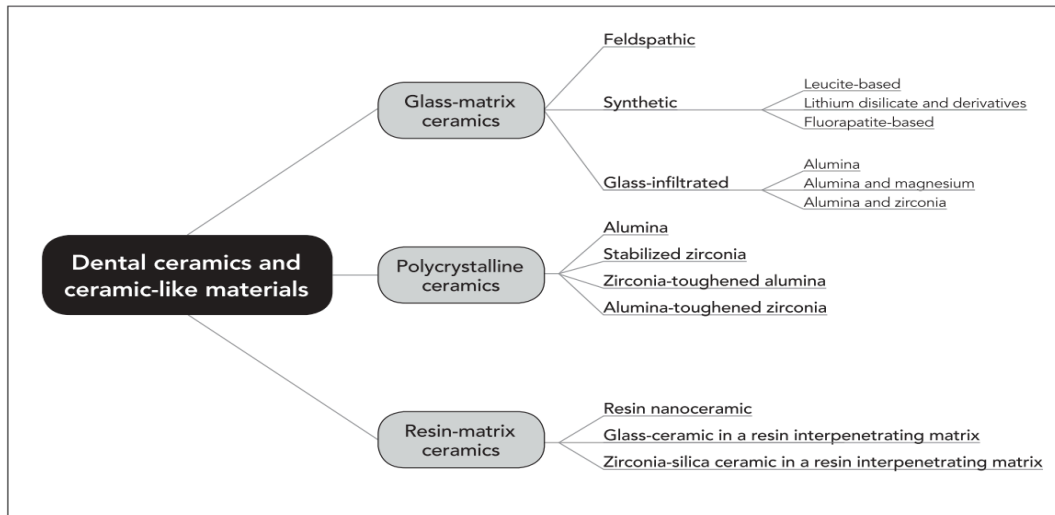 Dental ceramics and
ceramic-like materials
Glass-matrix
ceramics
Feldspathic
Synthetic
Leucite-based
Lithium disilicate and derivatives
Fluorapatite-based
Glass-infiltrated
Alumina
Alumina and magnesium
Alumina and zirconia
Polycrystalline
ceramics
Alumina
Stabilized zirconia
Zirconia-toughened alumina
Alumina-toughened zirconia
Resin-matrix
ceramics
Resin nanoceramic
Glass-ceramic in a resin interpenetrating matrix
Zirconia-silica ceramic in a resin interpenetrating matrix